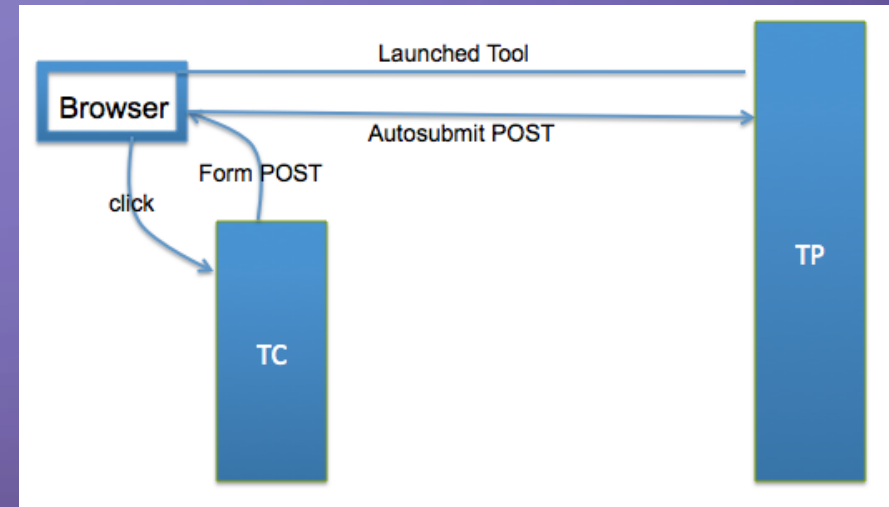 Launched Tool
Browser
Autosubmit POST
Form POST
click
TP
TC